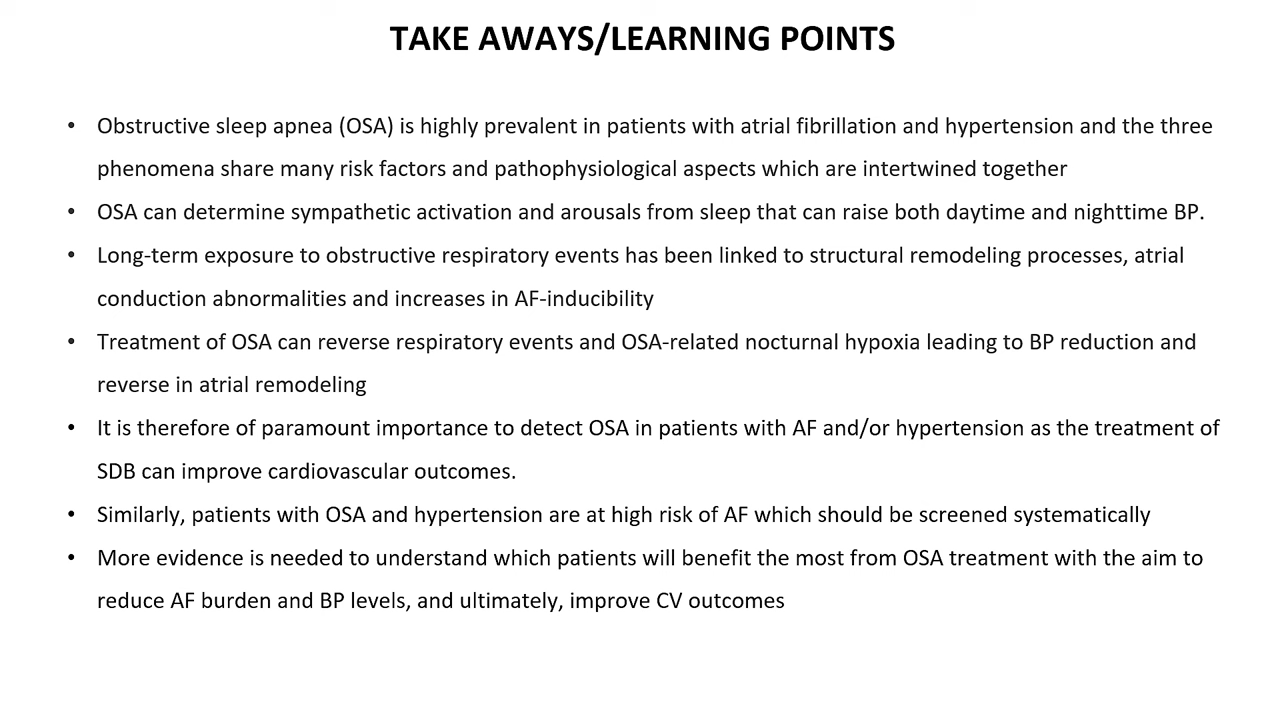 TAKE AWAYS/LEARNING POINTS
• Obstructive sleep apnea (OSA) is highly prevalent in patients with atrial fibrillation and hypertension and the three
phenomena share many risk factors and pathophysiological aspects which are intertwined together
• OSA can determine sympathetic activation and arousals from sleep that can raise both daytime and nighttime BP.
• Long-term exposure to obstructive respiratory events has been linked to structural remodeling processes, atrial
conduction abnormalities and increases in AF-inducibility
• Treatment of OSA can reverse respiratory events and OSA-related nocturnal hypoxia leading to BP reduction and
reverse in atrial remodeling
• It is therefore of paramount importance to detect OSA in patients with AF and/or hypertension as the treatment of
SDB can improve cardiovascular outcomes.
• Similarly, patients with OSA and hypertension are at high risk of AF which should be screened systematically
• More evidence is needed to understand which patients will benefit the most from OSA treatment with the aim to
reduce AF burden and BP levels, and ultimately, improve CV outcomes